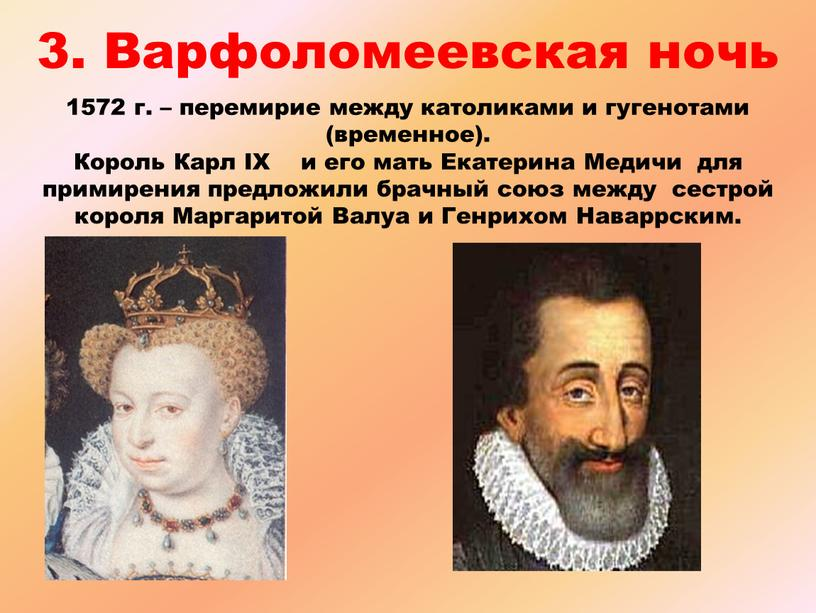 3. Варфоломеевская ночь
1572 г. – перемирие между католиками и гугенотами
(временное).
Король Карл IX и его мать Екатерина Медичи для
примирения предложили брачный союз между сестрой
короля Маргаритой Валуа и Генрихом Наваррским.